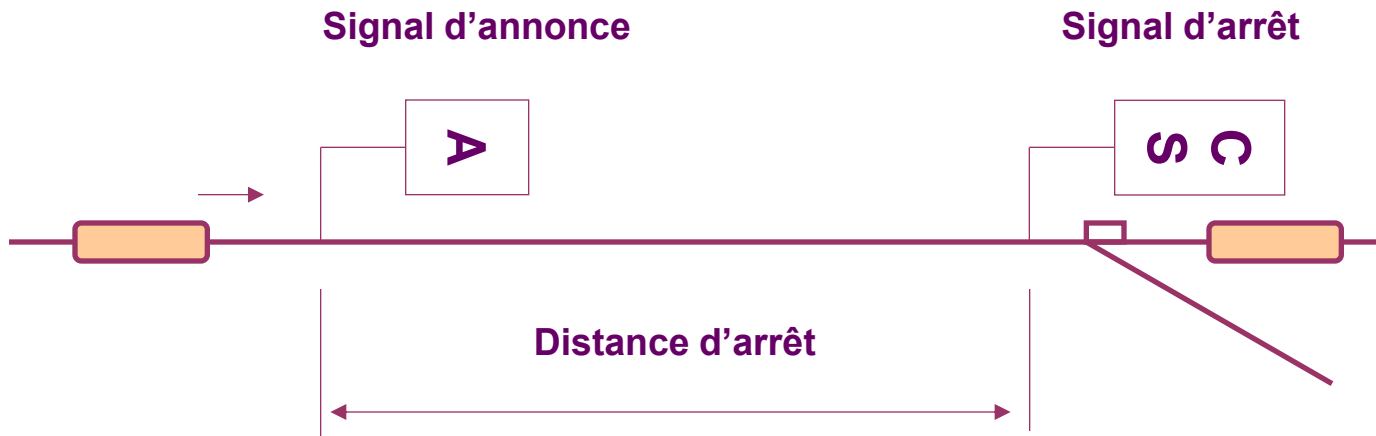 Signal d’annonce
Signal d’arrêt
A
C
S
Distance d’arrêt